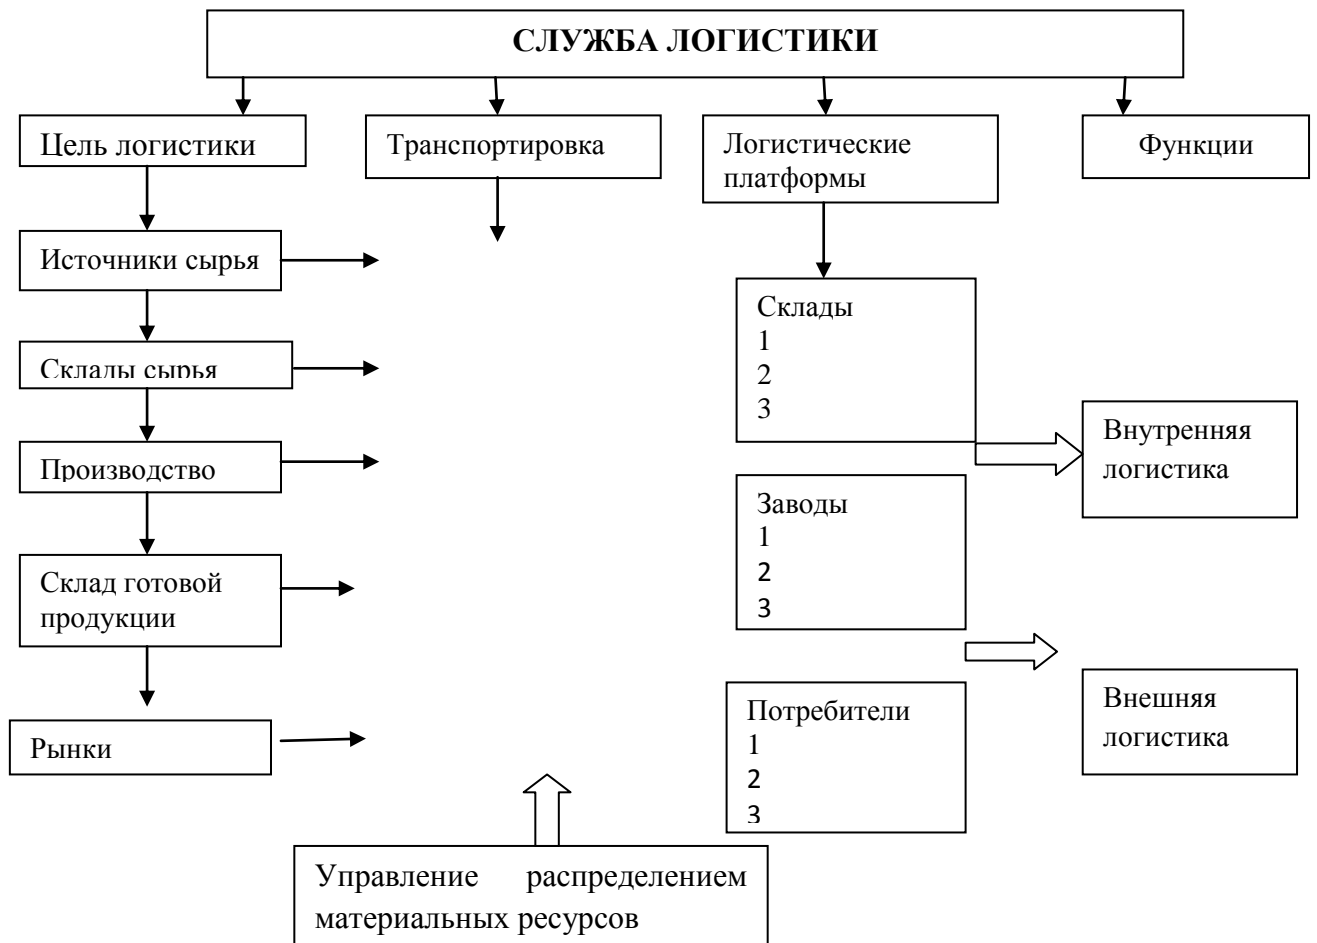 СЛУЖБА ЛОГИСТИКИ
Цель логистики
Транспортировка
Логистические
платформы
Функции
Источники сырья
Склады сырья
Производство
Склад готовой
продукции
Рынки
Склады
1
2
3
Заводы
1
2
3
Потребители
1
2
3
Внутренняя
логистика
Внешняя
логистика
Управление распределением
материальных ресурсов